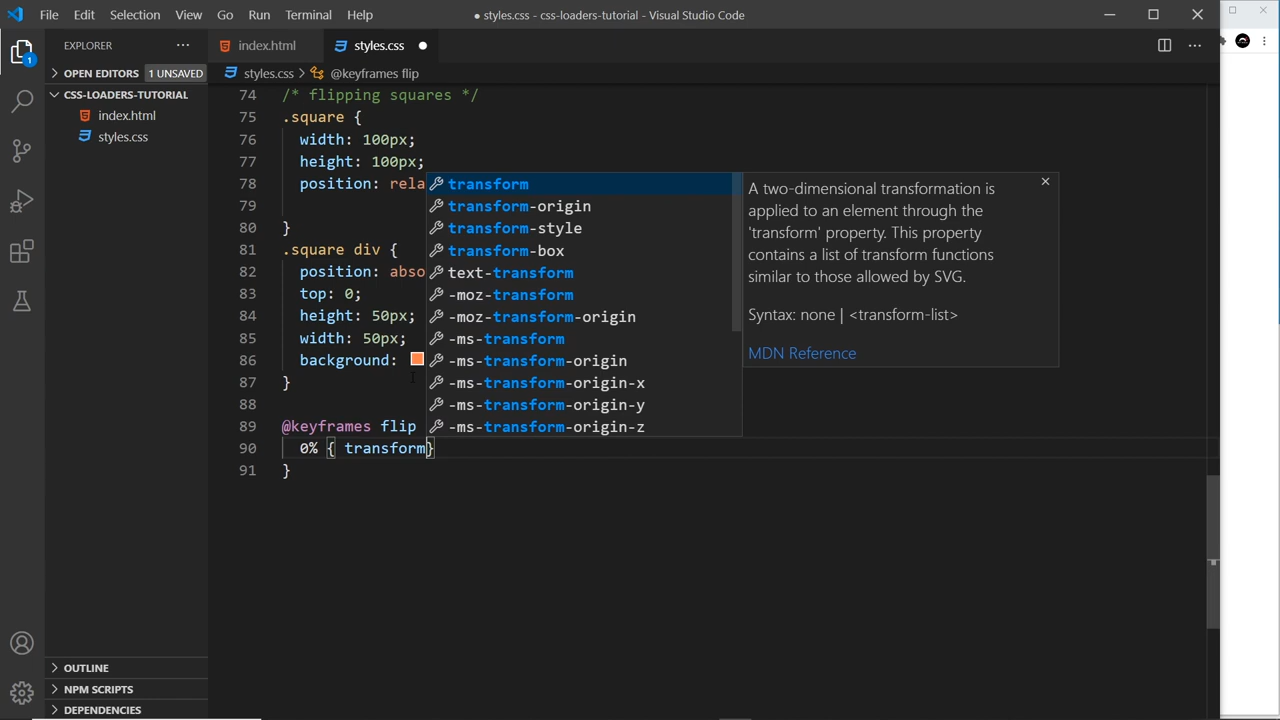 File Edit Selection View Go Run Terminal Help
● styles.css - css-loaders-tutorial - Visual Studio Code
EXPLORER
index.html
styles.css ●
OPEN EDITORS 1 UNSAVED
styles.css > @keyframes flip
CSS-LOADERS-TUTORIAL
index.html
styles.css
1
74 /* flipping squares */
75 .square {
76 width: 100px;
77 height: 100px;
78 position: rela
79
80 }
81 .square div {
82 position: abso
83 top: 0;
84 height: 50px;
85 width: 50px;
86 background:
87 }
88
89 @keyframes flip
90 0% { transform}
91 }
transform
transform-origin
transform-style
transform-box
text-transform
-moz-transform
-moz-transform-origin
-ms-transform
-ms-transform-origin
-ms-transform-origin-x
-ms-transform-origin-y
-ms-transform-origin-z
A two-dimensional transformation is
applied to an element through the
'transform' property. This property
contains a list of transform functions
similar to those allowed by SVG.
Syntax: none | <transform-list>
MDN Reference
OUTLINE
NPM SCRIPTS
DEPENDENCIES